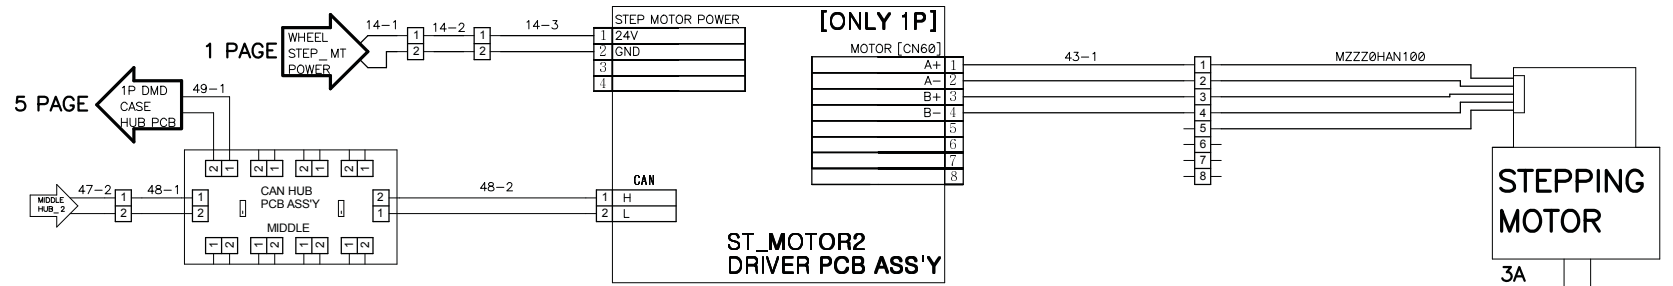 1 PAGE
WHEEL
STEP_MT
POWER
14-1
14-2
14-3
1
2
1
2
STEP MOTOR POWER
1 24V
2 GND
3
4
[ONLY 1P]
MOTOR [CN60]
A+ 1
A- 2
B+ 3
B- 4
5
6
7
8
43-1
1
2
3
4
5
6
7
8
MZZZ0HAN100
STEPPING
MOTOR
3A
5 PAGE
1P DMD
CASE
HUB PCB
49-1
2 1
2 1
2 1
2 1
MIDDLE
HUB_2
47-2
1
2
48-1
1
2
CAN HUB
PCB ASS'Y
MIDDLE
2
1
1 2
1 2
1 2
1 2
48-2
CAN
1 H
2 L
ST_MOTOR2
DRIVER PCB ASS'Y